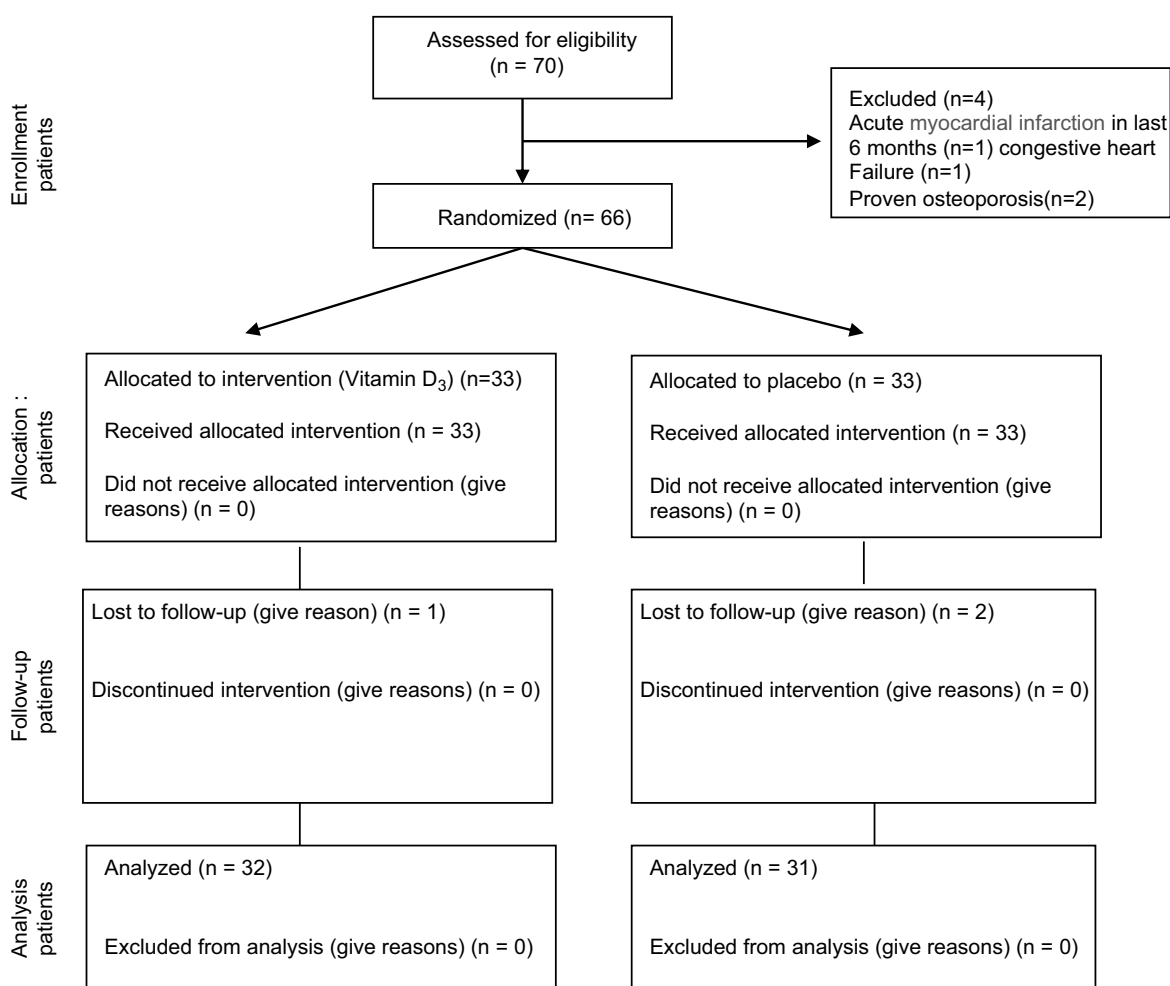 Assessed for eligibility
(n = 70)
Enrollment
patients
Excluded (n=4)
Acute myocardial infarction in last
6 months (n=1) congestive heart
Failure (n=1)
Proven osteoporosis(n=2)
Randomized (n= 66)
Allocation :
patients
Allocated to intervention (Vitamin D₃) (n=33)
Received allocated intervention (n = 33)
Did not receive allocated intervention (give
reasons) (n = 0)
Allocated to placebo (n = 33)
Received allocated intervention (n = 33)
Did not receive allocated intervention (give
reasons) (n = 0)
Follow-up
patients
Lost to follow-up (give reason) (n = 1)
Discontinued intervention (give reasons) (n = 0)
Lost to follow-up (give reason) (n = 2)
Discontinued intervention (give reasons) (n = 0)
Analysis
patients
Analyzed (n = 32)
Excluded from analysis (give reasons) (n = 0)
Analyzed (n = 31)
Excluded from analysis (give reasons) (n = 0)